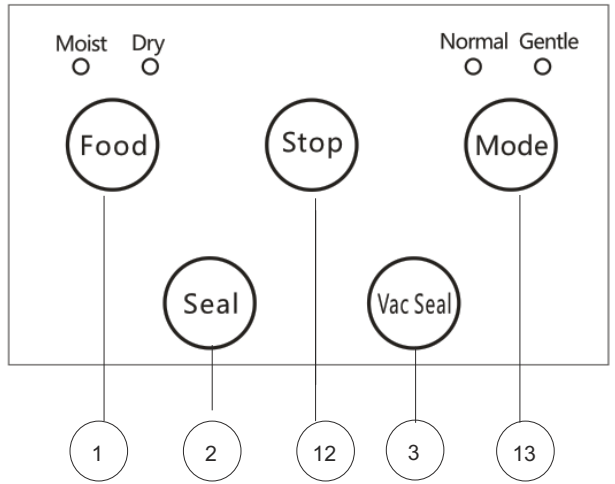 Moist Dry
Normal Gentle
Food
Stop
Mode
Seal
Vac Seal
1
2
12
3
13